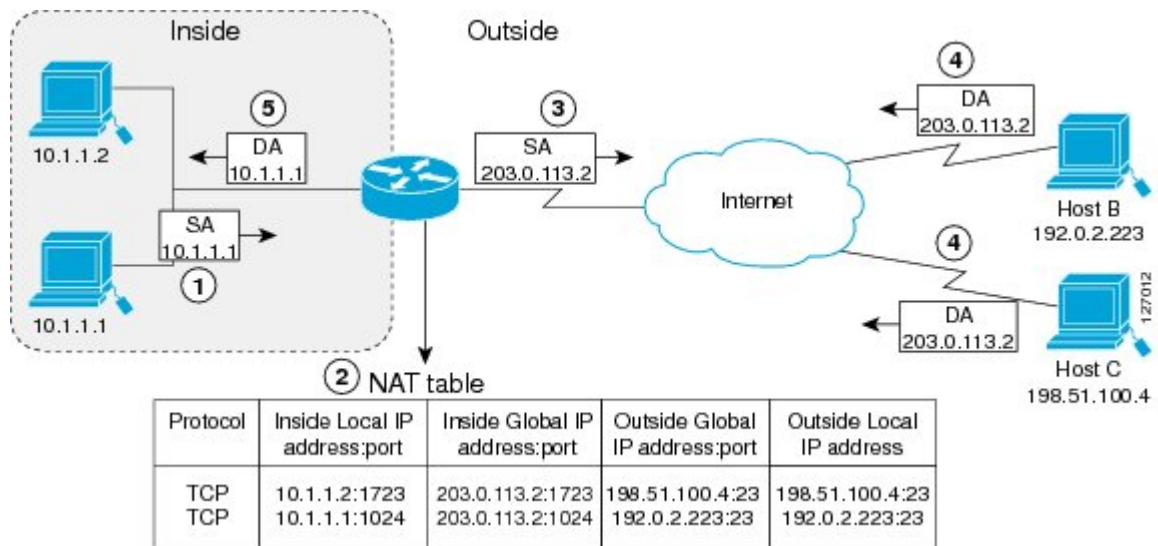 Inside
Outside
10.1.1.2
5
DA
10.1.1.1
SA
10.1.1.1
1
10.1.1.1
3
SA
203.0.113.2
Internet
4
DA
203.0.113.2
Host B
192.0.2.223
4
DA
203.0.113.2
Host C
198.51.100.4
127012
2 NAT table
Protocol
Inside Local IP
address:port
Inside Global IP
address:port
Outside Global
IP address:port
Outside Local
IP address
TCP 10.1.1.2:1723 203.0.113.2:1723 198.51.100.4:23 198.51.100.4:23
TCP 10.1.1.1:1024 203.0.113.2:1024 192.0.2.223:23 192.0.2.223:23